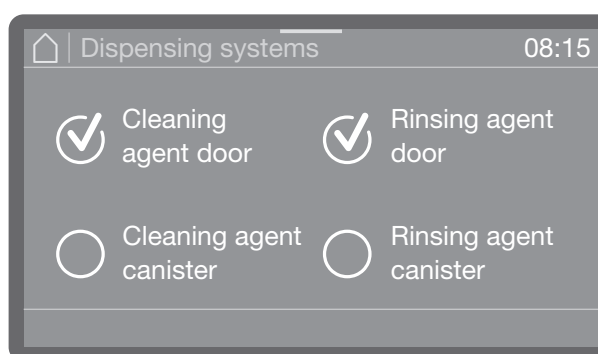 Dispensing systems 08:15
Cleaning
agent door
Rinsing agent
door
Cleaning agent
canister
Rinsing agent
canister